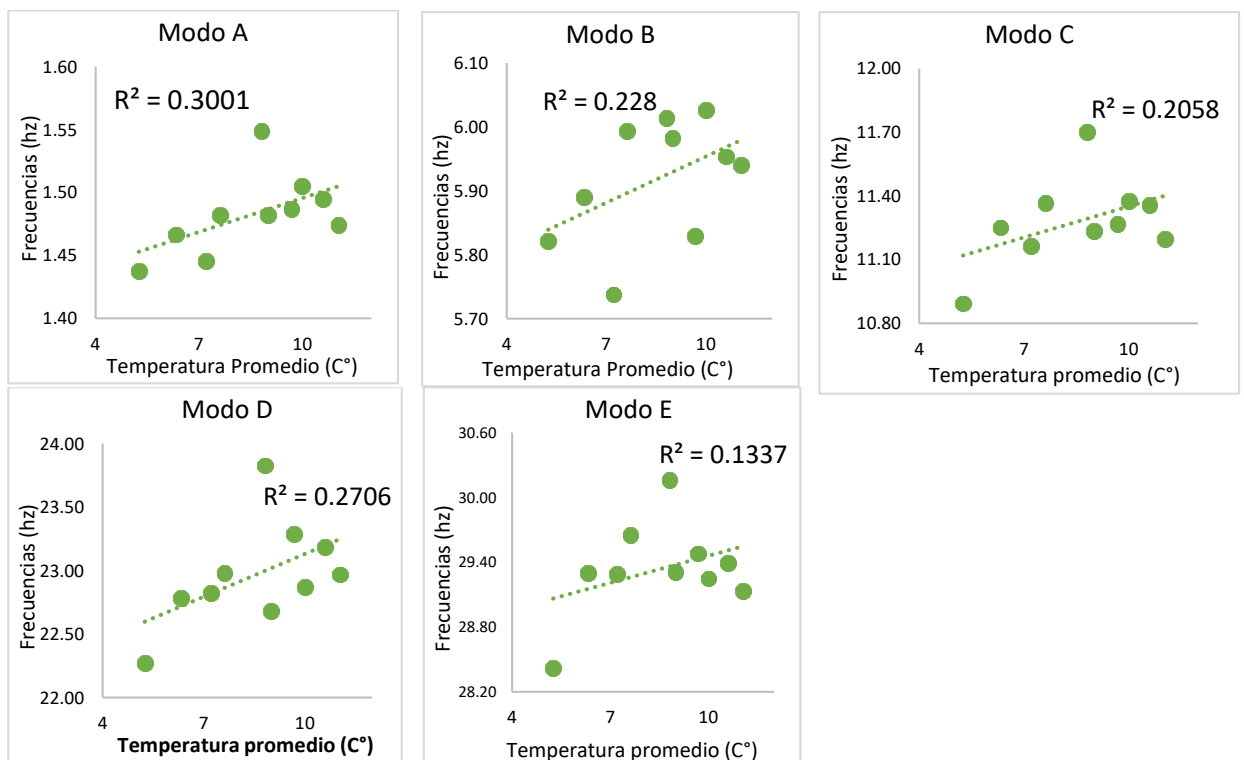 Modo A
R² = 0.3001
Frecuencias (hz)
1.60
1.55
1.50
1.45
1.40
4 7 10
Temperatura Promedio (C°)
Modo B
R² = 0.228
Frecuencias (hz)
6.10
6.00
5.90
5.80
5.70
4 7 10
Temperatura Promedio (C°)
Modo C
R² = 0.2058
Frecuencias (hz)
12.00
11.70
11.40
11.10
10.80
4 7 10
Temperatura promedio (C°)
Modo D
R² = 0.2706
Frecuencias (hz)
24.00
23.50
23.00
22.50
22.00
4 7 10
Temperatura promedio (C°)
Modo E
R² = 0.1337
Frecuencias (hz)
30.60
30.00
29.40
28.80
28.20
4 7 10
Temperatura promedio (C°)